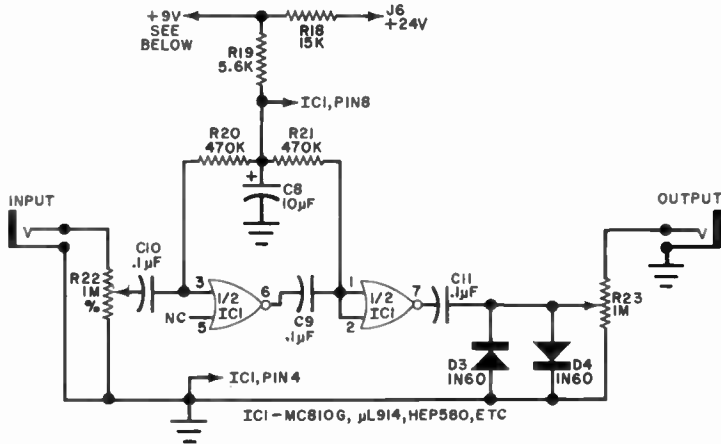 +9V
SEE
BELOW
R18
15K
J6
+24V
R19
5.6K
IC1, PIN8
R20
470K
R21
470K
+
C8
10µF
INPUT
OUTPUT
R22
1M
%
C10
.1µF
3
1/2
IC1
6
NC
5
C9
.1µF
1
1/2
IC1
7
2
C11
.1µF
R23
1M
D3
1N60
D4
1N60
IC1, PIN4
IC1-MC810G, µL914, HEP580, ETC